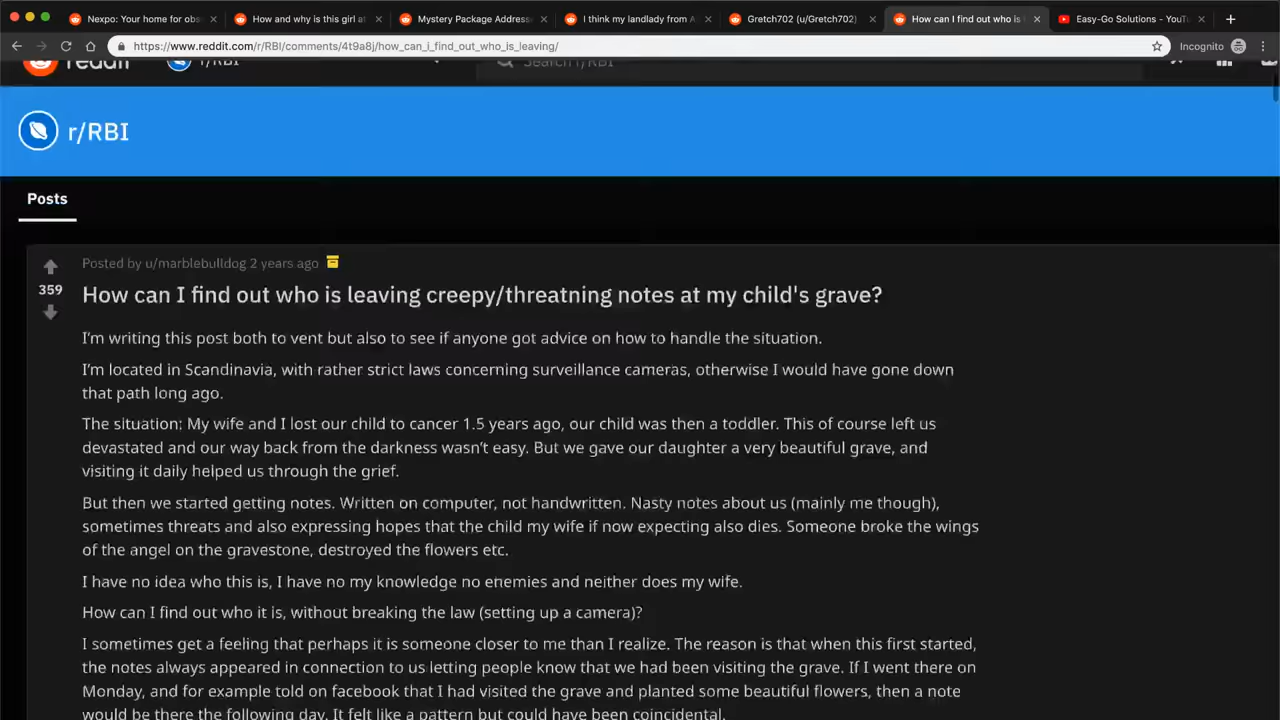 Nexpo: Your home for obs
How and why is this girl at
Mystery Package Address
I think my landlady from A
Gretch702 (u/Gretch702)
How can I find out who is
Easy-Go Solutions - YouTu
https://www.reddit.com/r/RBI/comments/4t9a8j/how_can_i_find_out_who_is_leaving/
Incognito
reddit
r/RBI
Search r/RBI
r/RBI
Posts
Posted by u/marblebulldog 2 years ago
359
How can I find out who is leaving creepy/threatning notes at my child's grave?
I'm writing this post both to vent but also to see if anyone got advice on how to handle the situation.
I'm located in Scandinavia, with rather strict laws concerning surveillance cameras, otherwise I would have gone down
that path long ago.
The situation: My wife and I lost our child to cancer 1.5 years ago, our child was then a toddler. This of course left us
devastated and our way back from the darkness wasn't easy. But we gave our daughter a very beautiful grave, and
visiting it daily helped us through the grief.
But then we started getting notes. Written on computer, not handwritten. Nasty notes about us (mainly me though),
sometimes threats and also expressing hopes that the child my wife if now expecting also dies. Someone broke the wings
of the angel on the gravestone, destroyed the flowers etc.
I have no idea who this is, I have no my knowledge no enemies and neither does my wife.
How can I find out who it is, without breaking the law (setting up a camera)?
I sometimes get a feeling that perhaps it is someone closer to me than I realize. The reason is that when this first started,
the notes always appeared in connection to us letting people know that we had been visiting the grave. If I went there on
Monday, and for example told on facebook that I had visited the grave and planted some beautiful flowers, then a note
would be there the following day. It felt like a pattern but could have been coincidental.